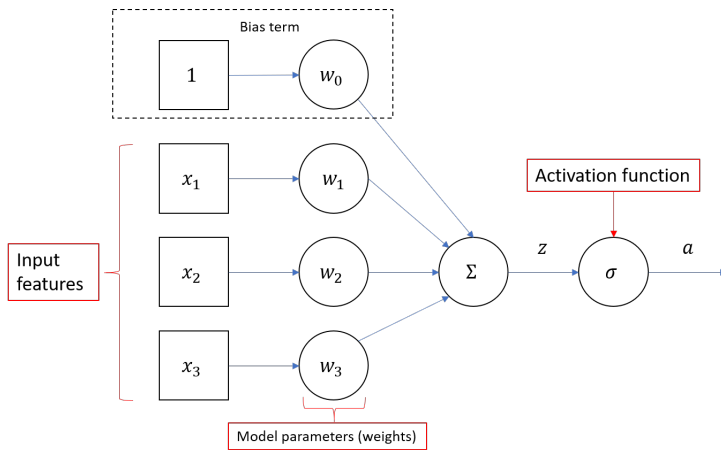 Bias term
1
w₀
x₁
w₁
Activation function
Input
features
x₂
w₂
Σ
z
σ
a
x₃
w₃
Model parameters (weights)